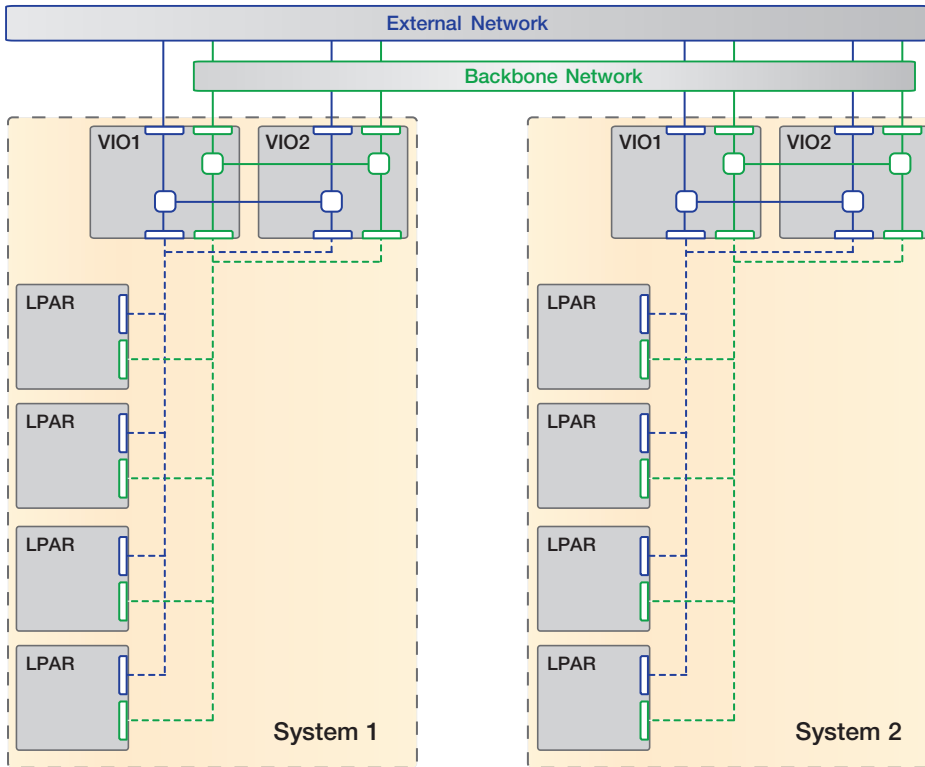 External Network
Backbone Network
VIO1
VIO2
LPAR
LPAR
LPAR
LPAR
System 1
VIO1
VIO2
LPAR
LPAR
LPAR
LPAR
System 2